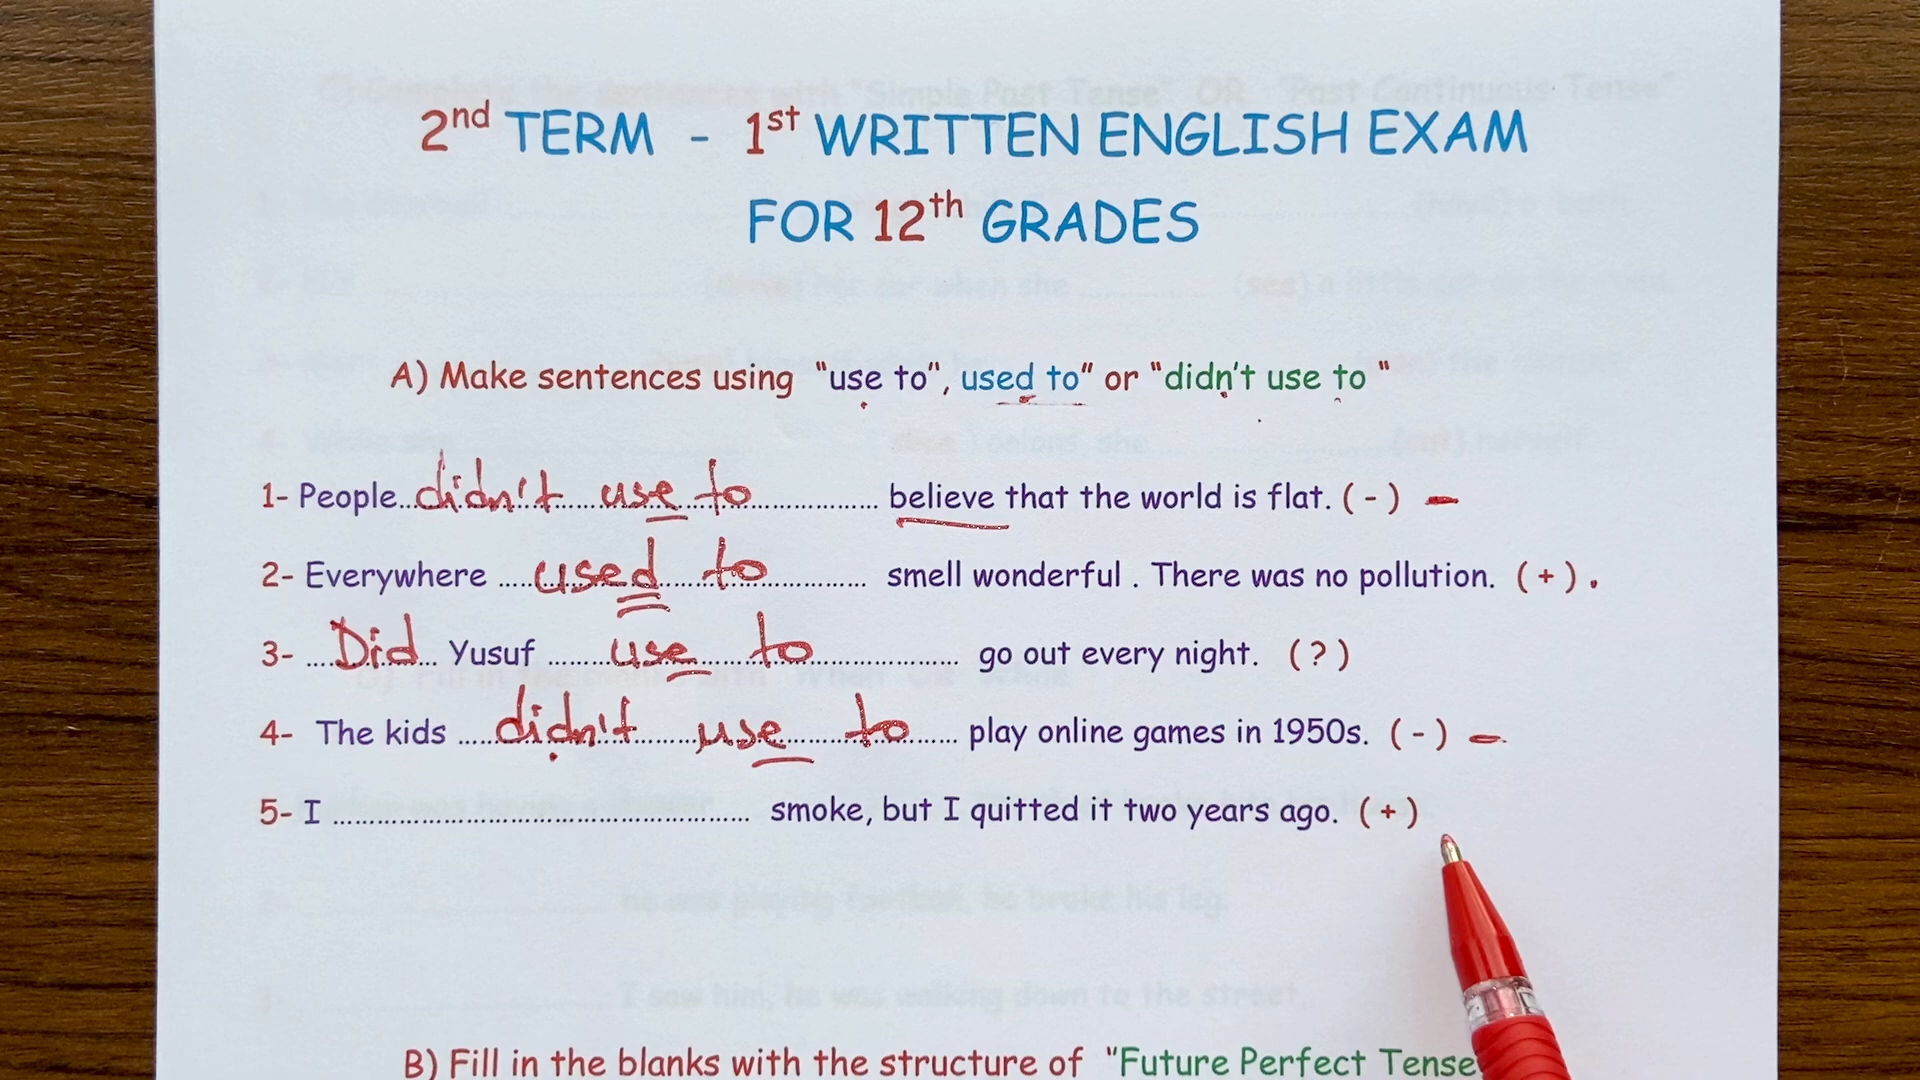 2nd TERM - 1st WRITTEN ENGLISH EXAM
FOR 12th GRADES
A) Make sentences using "use to", used to" or "didn't use to "
1- People...didn't use to............... believe that the world is flat. ( - ) -
2- Everywhere .....used to............... smell wonderful . There was no pollution. ( + ) .
3- ....Did... Yusuf .......use to.................. go out every night. ( ? )
4- The kids .....didn't use to...... play online games in 1950s. ( - ) -
5- I ........................................................ smoke, but I quitted it two years ago. ( + )
B) Fill in the blanks with the structure of "Future Perfect Tense